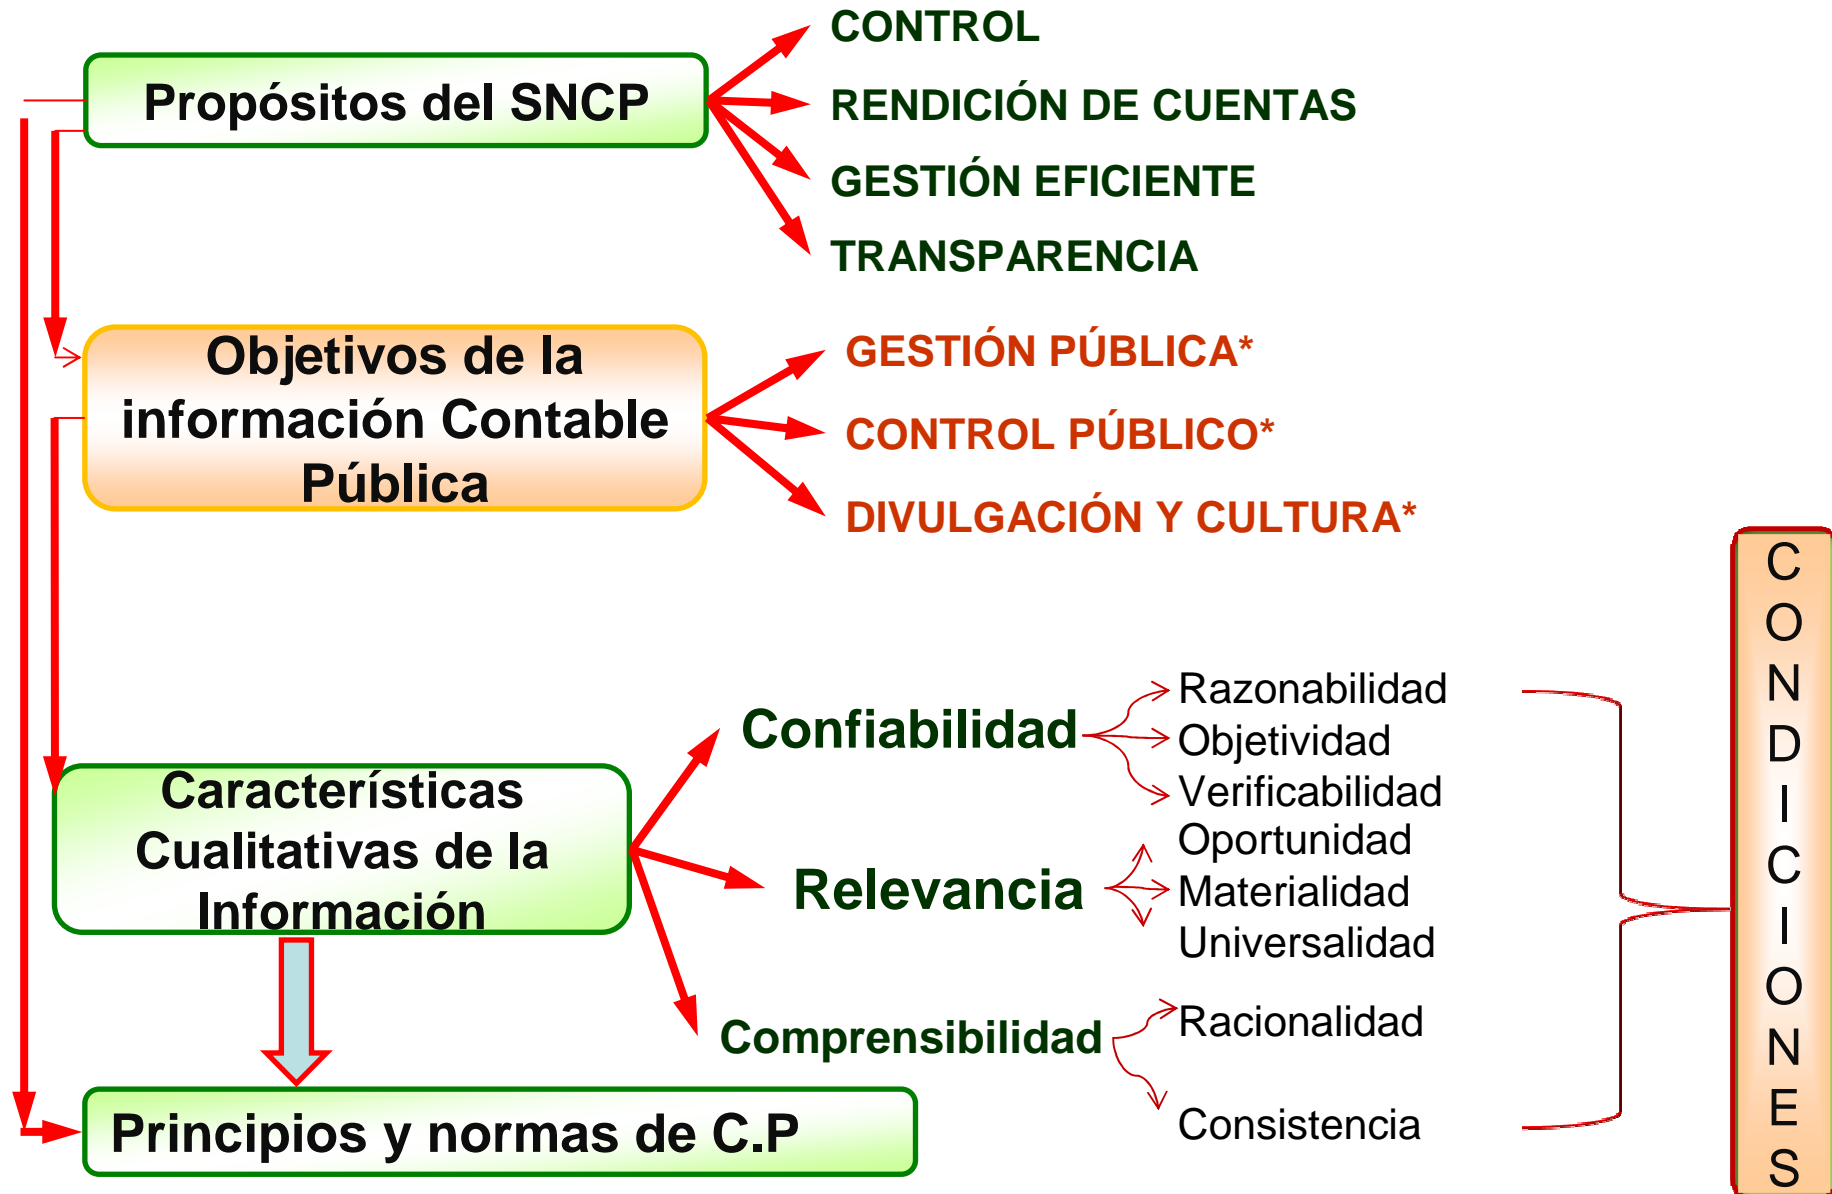 CONTROL
Propósitos del SNCP
RENDICIÓN DE CUENTAS
GESTIÓN EFICIENTE
TRANSPARENCIA
Objetivos de la
información Contable
Pública
GESTIÓN PÚBLICA*
CONTROL PÚBLICO*
DIVULGACIÓN Y CULTURA*
Características
Cualitativas de la
Información
Confiabilidad
Razonabilidad
Objetividad
Verificabilidad
Relevancia
Oportunidad
Materialidad
Universalidad
Comprensibilidad
Racionalidad
Consistencia
Principios y normas de C.P
C
O
N
D
I
C
I
O
N
E
S